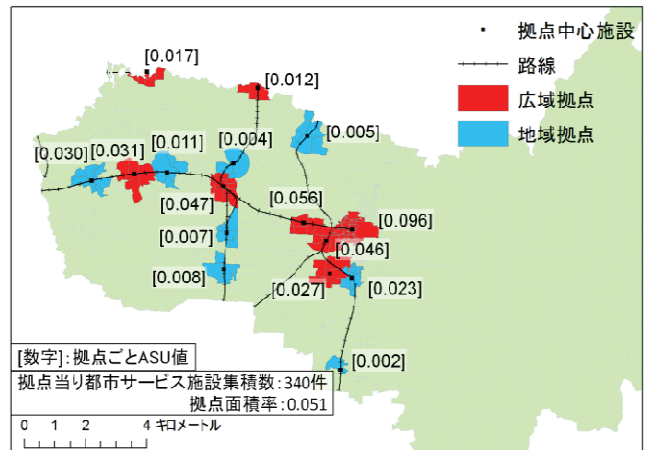 [0.017]
[0.012]
拠点中心施設
路線
広域拠点
地域拠点
[0.005]
[0.004]
[0.011]
[0.031]
[0.030]
[0.047]
[0.056]
[0.096]
[0.007]
[0.046]
[0.008]
[0.027]
[0.023]
[0.002]
[数字]:拠点ごとASU値
拠点当り都市サービス施設集積数:340件
拠点面積率:0.051
0 1 2 4 キロメートル